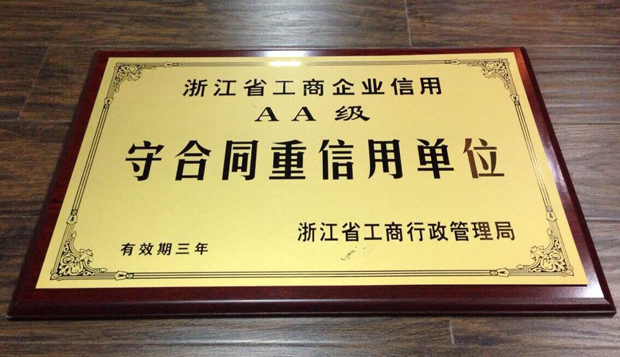 浙江省工商企业信用
AA级
守合同重信用单位
浙江省工商行政管理局
有效期三年